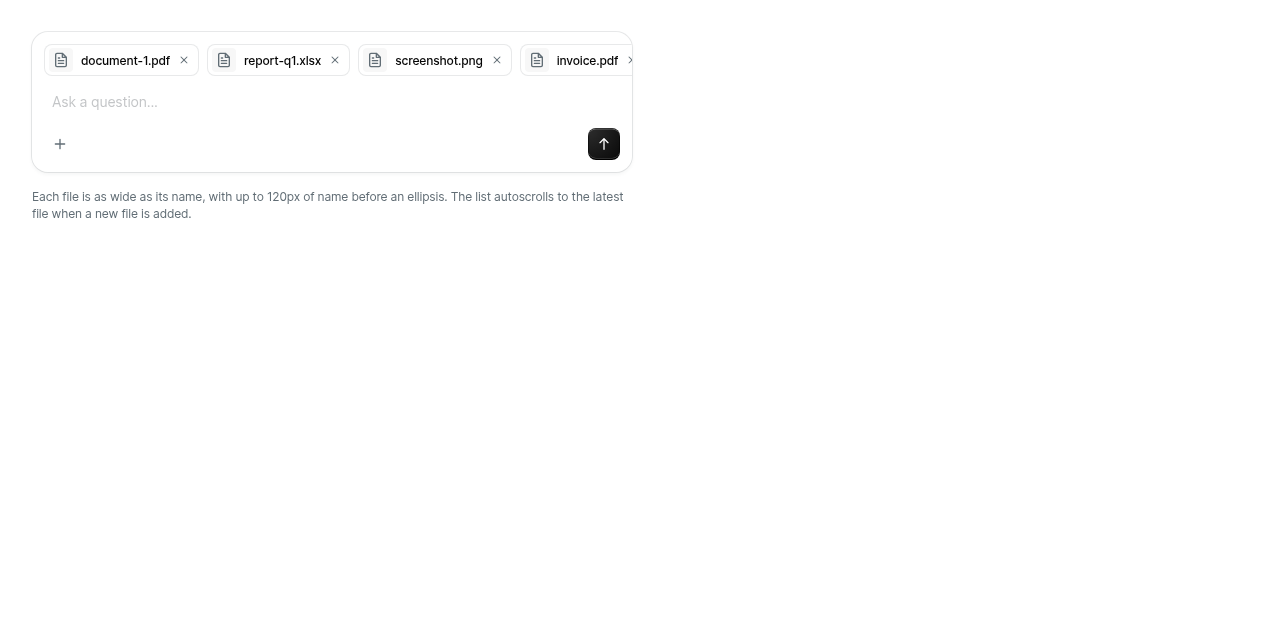 document-1.pdf report-q1.xlsx screenshot.png invoice.pdf
Ask a question...
Each file is as wide as its name, with up to 120px of name before an ellipsis. The list autoscrolls to the latest
file when a new file is added.